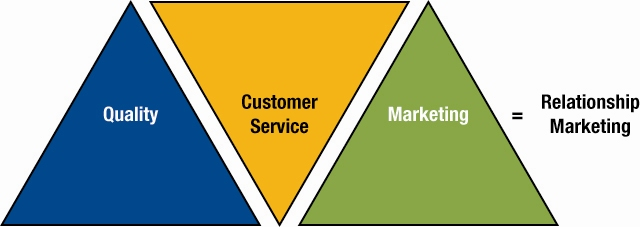 Quality
Customer
Service
Marketing
=
Relationship
Marketing